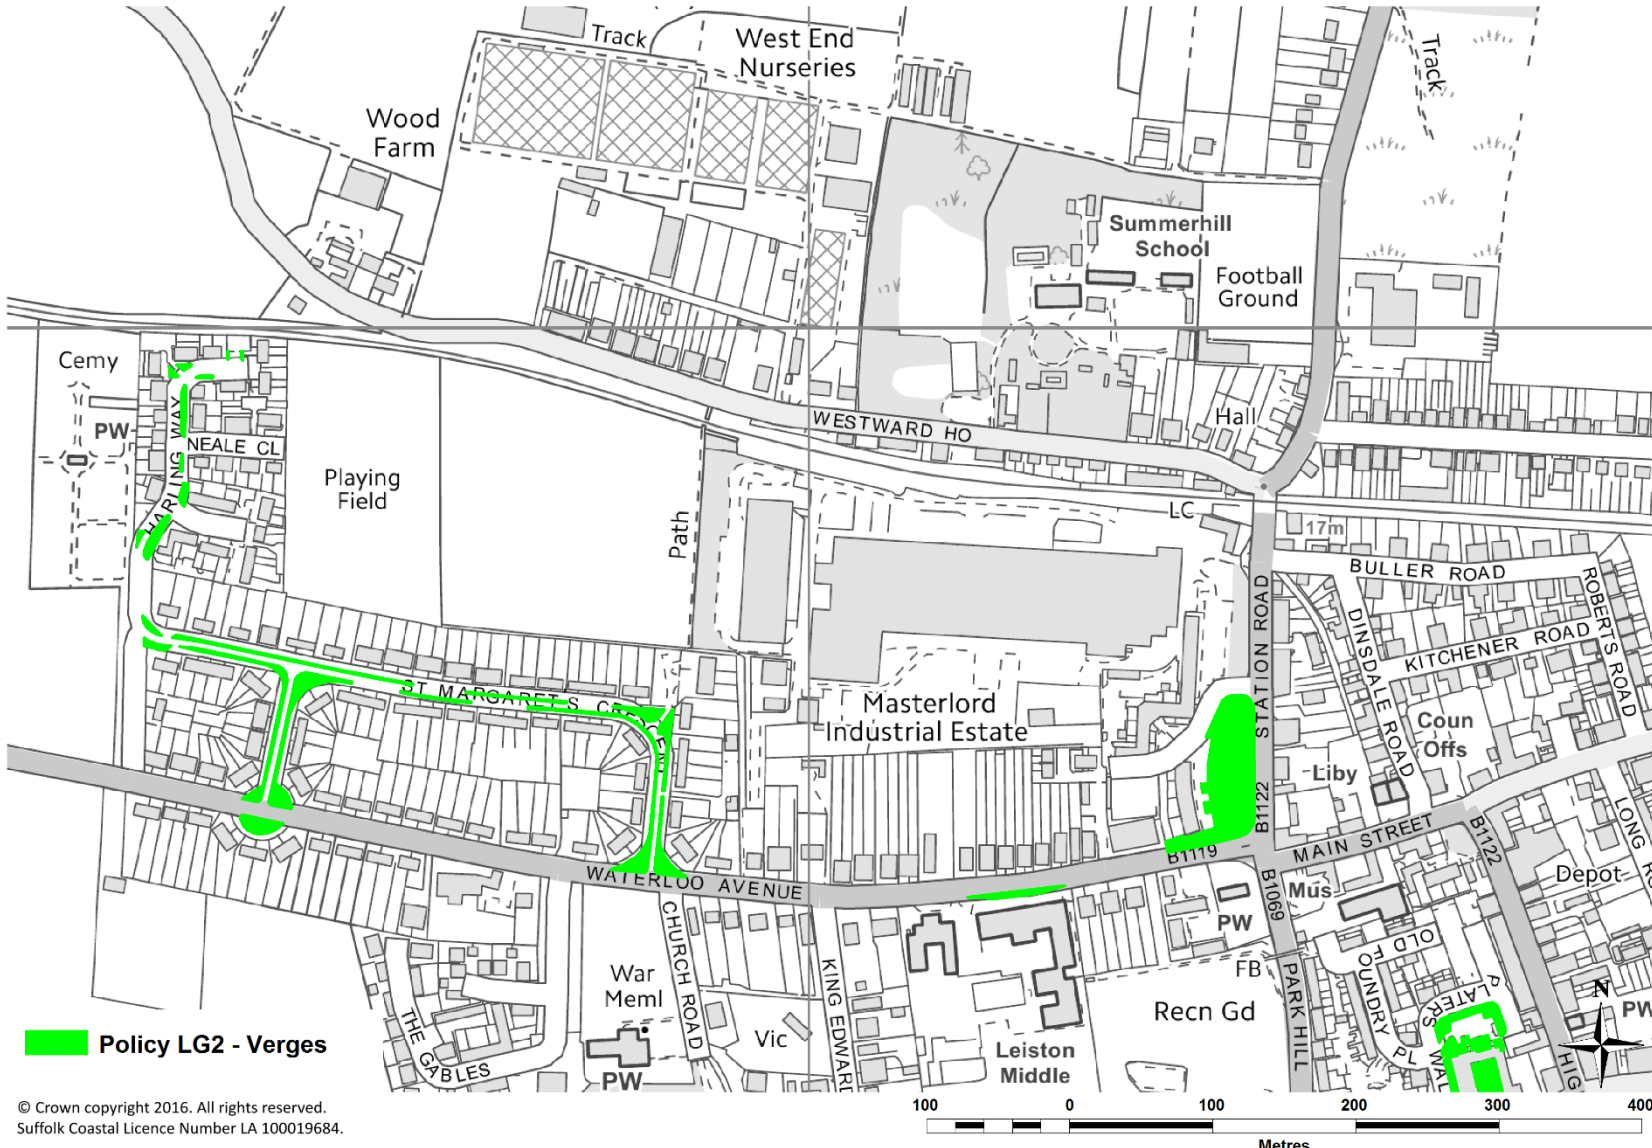 Track
West End
Nurseries
Track
Wood
Farm
Summerhill
School
Football
Ground
Cemy
PW
HARLING WAY
NEALE CL
Playing
Field
WESTWARD HO
Hall
Path
LC
17m
BULLER ROAD
ROBERTS ROAD
DINSDALE ROAD
KITCHENER ROAD
STATION ROAD
B1122
ST MARGARET'S CRESCENT
Masterlord
Industrial Estate
Coun
Offs
Liby
LONG R
MAIN STREET
B1122
B1119
WATERLOO AVENUE
B1069
Mus
PW
Depot
OLD FOUNDRY PL
CHURCH ROAD
KING EDWARD
FB
PARK HILL
PLATERS WAL
HIG
N
PW
War
Meml
Vic
Recn Gd
THE GABLES
PW
Leiston
Middle
Policy LG2 - Verges
© Crown copyright 2016. All rights reserved.
Suffolk Coastal Licence Number LA 100019684.
100 0 100 200 300 400
Metres